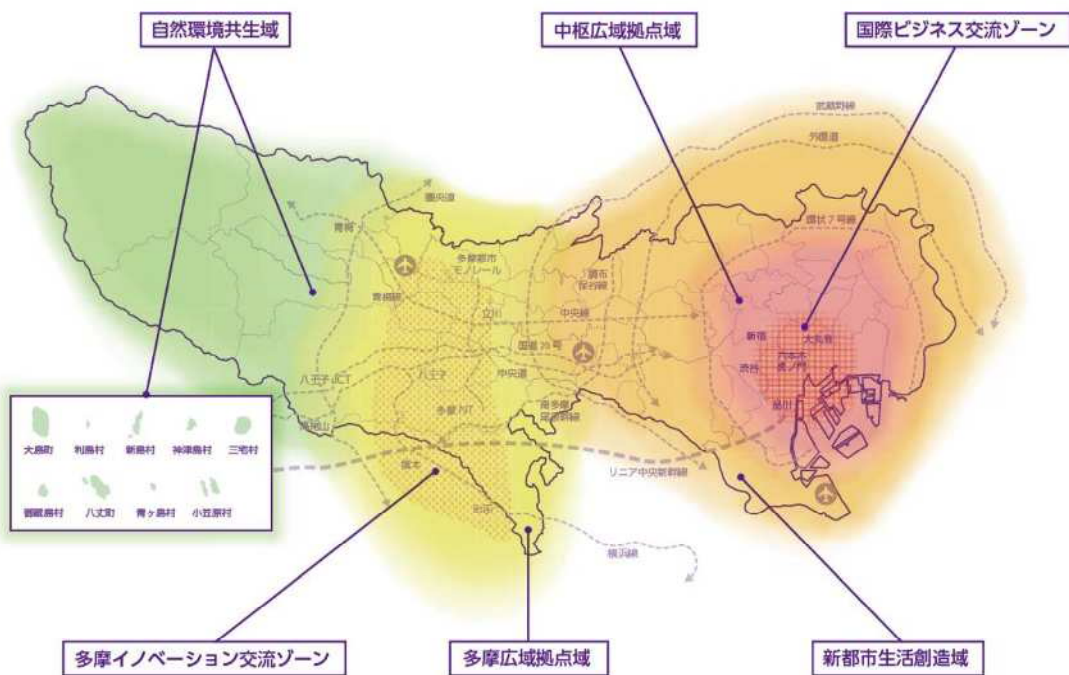 自然環境共生域
中枢広域拠点域
国際ビジネス交流ゾーン
武蔵野線
外環道
圏央道
環状7号線
青梅
多摩都市
モノレール
調布
保谷線
青梅線
立川
中央線
新宿
大丸有
国道20号
六本木
虎ノ門
渋谷
八王子JCT
八王子
中央道
品川
多摩NT
南多摩
尾根幹線
高尾山
大島町
利島村
新島村
神津島村
三宅村
橋本
リニア中央新幹線
御蔵島村
八丈町
青ヶ島村
小笠原村
町田
横浜線
多摩イノベーション交流ゾーン
多摩広域拠点域
新都市生活創造域